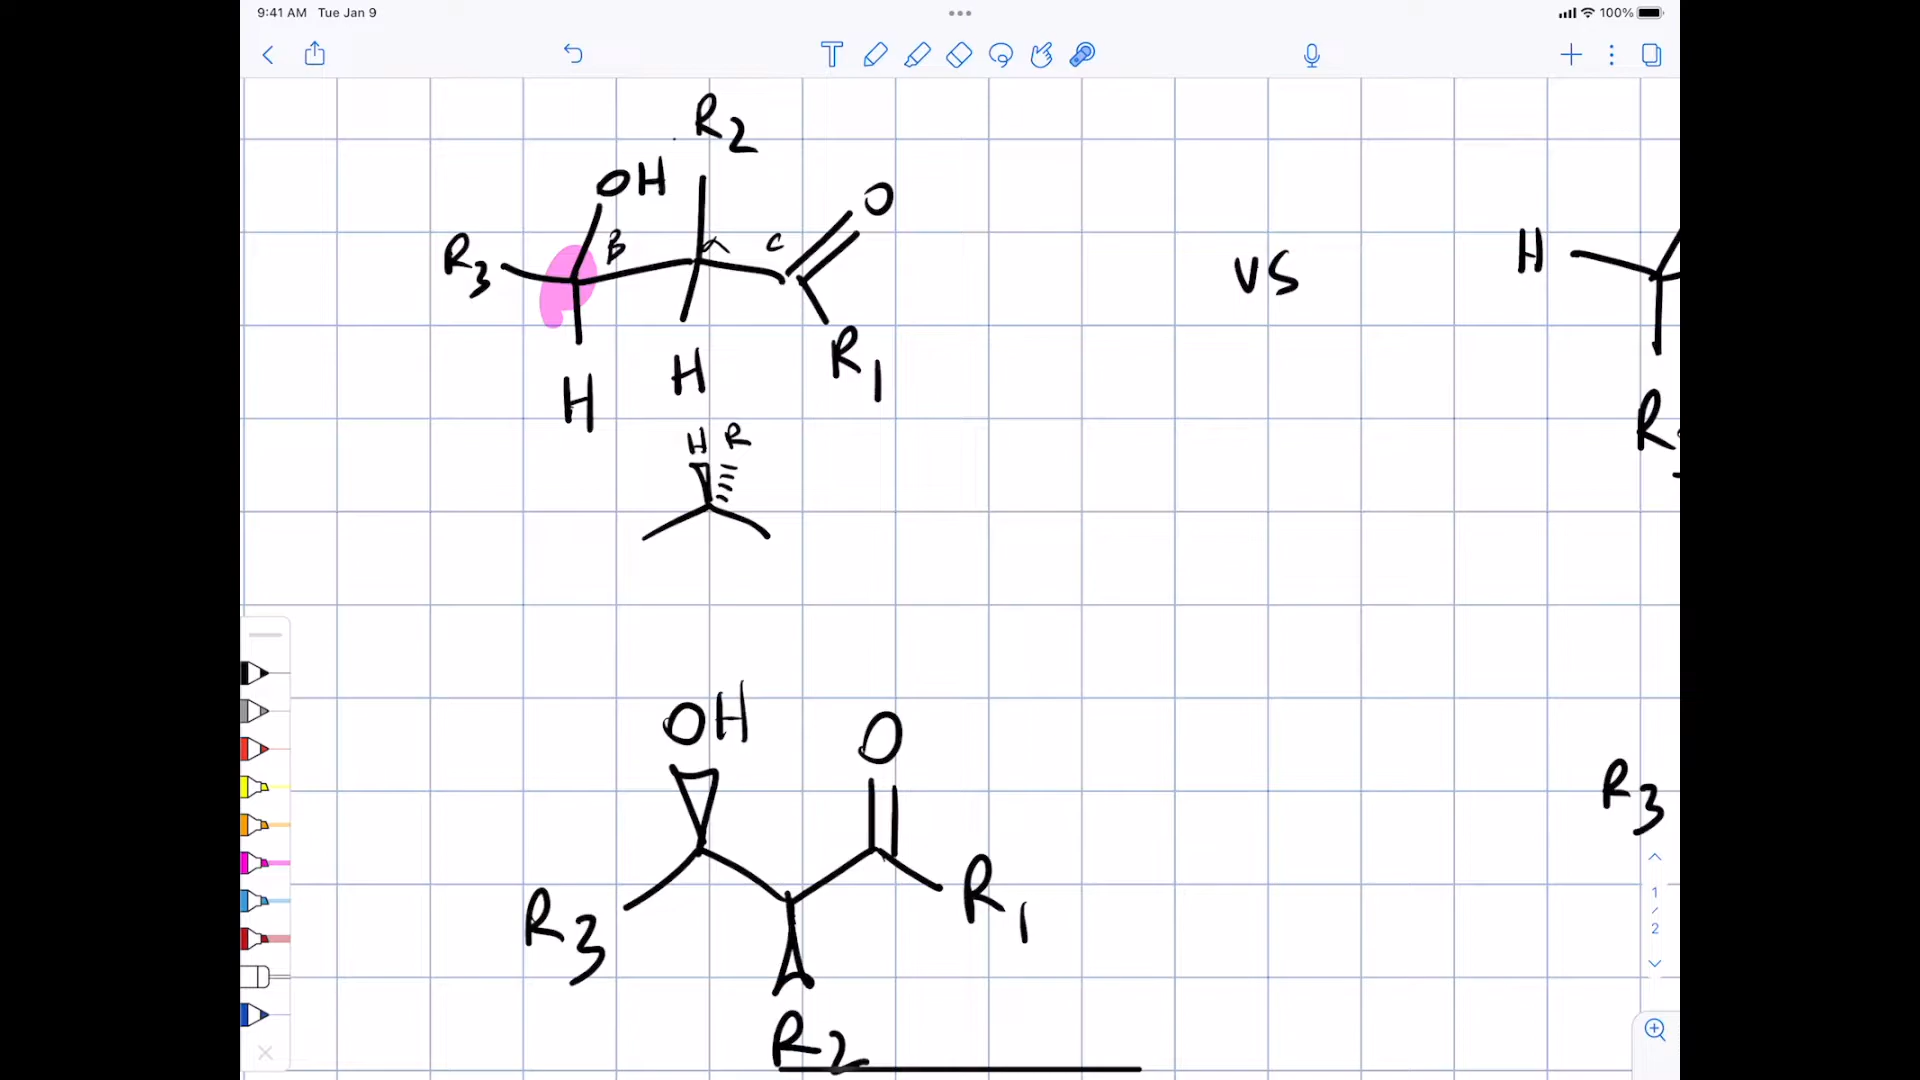 9:41 AM Tue Jan 9
100%
R2
OH
O
R3
B
α
C
VS
H
R1
H
H
H R
OH
O
R3
R1
R3
R2
1
/
2